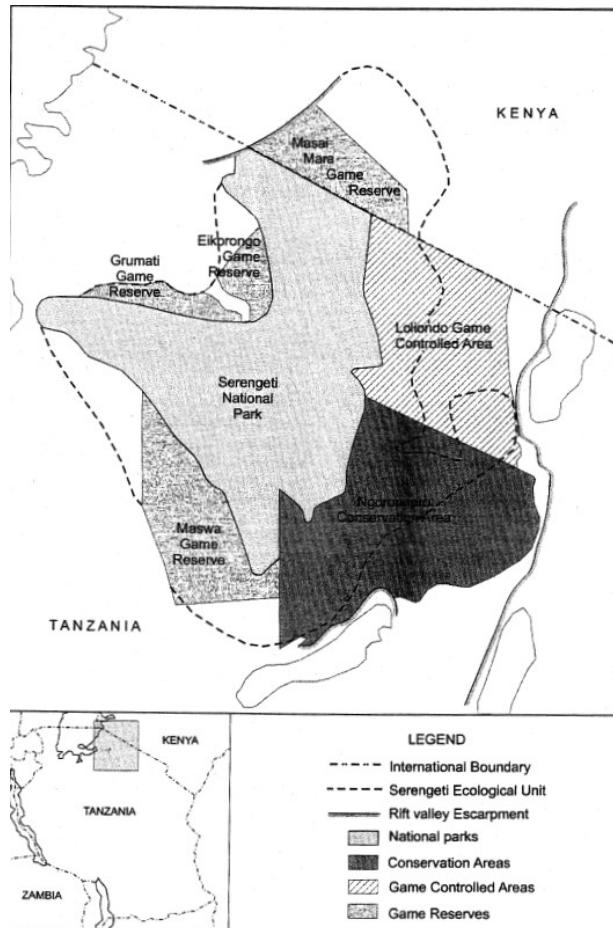 KENYA
Masai
Mara
Game
Reserve
Eikorongo
Game
Reserve
Grumati
Game
Reserve
Loliondo Game
Controlled Area
Serengeti
National
Park
Ngorongoro
Conservation Area
Maswa
Game
Reserve
TANZANIA
KENYA
TANZANIA
ZAMBIA
LEGEND
International Boundary
Serengeti Ecological Unit
Rift valley Escarpment
National parks
Conservation Areas
Game Controlled Areas
Game Reserves